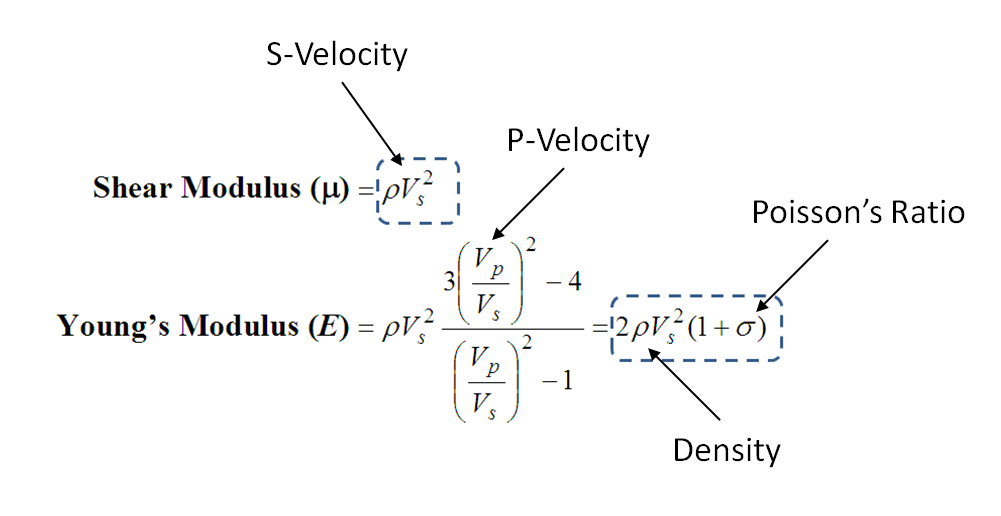 S-Velocity
P-Velocity
Shear Modulus (μ) = ρV_s^2
Poisson's Ratio
Young's Modulus (E) = ρV_s^2 (3(V_p/V_s)^2 − 4)/((V_p/V_s)^2 − 1) = 2ρV_s^2(1 + σ)
Density